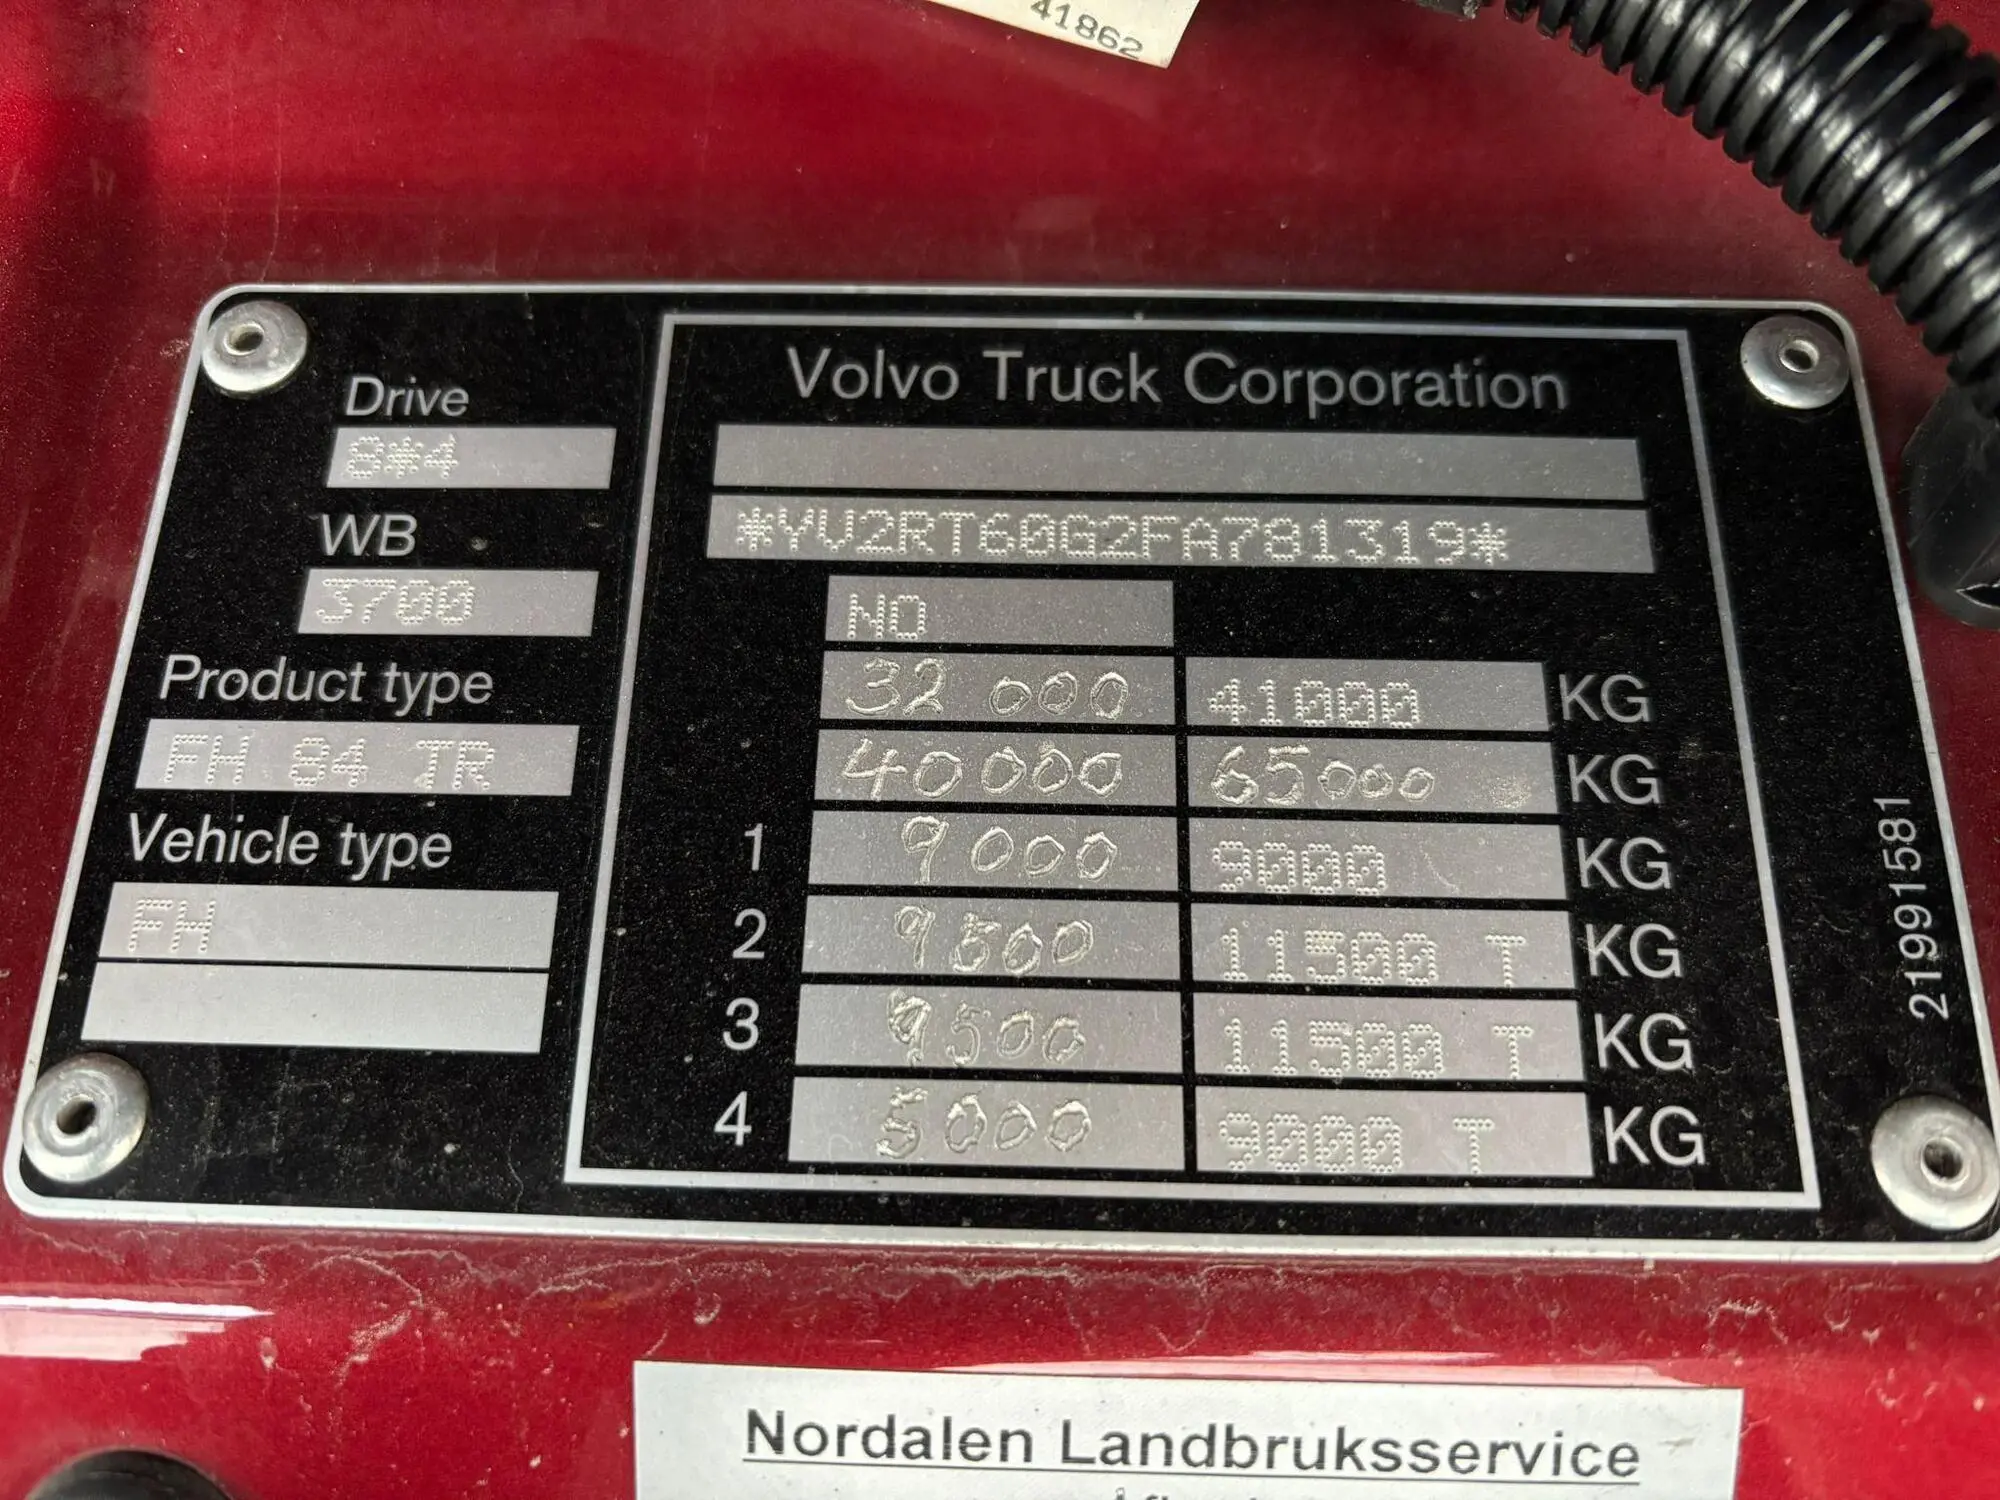 41862
Volvo Truck Corporation
Drive
8*4
*YV2RT60G2FA781319*
WB
3700
NO
Product type
32 000 41000 KG
FH 84 TR
40000 65000 KG
Vehicle type
1 9000 9000 KG
FH
2 9500 11500 T KG
3 9500 11500 T KG
4 5000 9000 T KG
21991581
Nordalen Landbruksservice